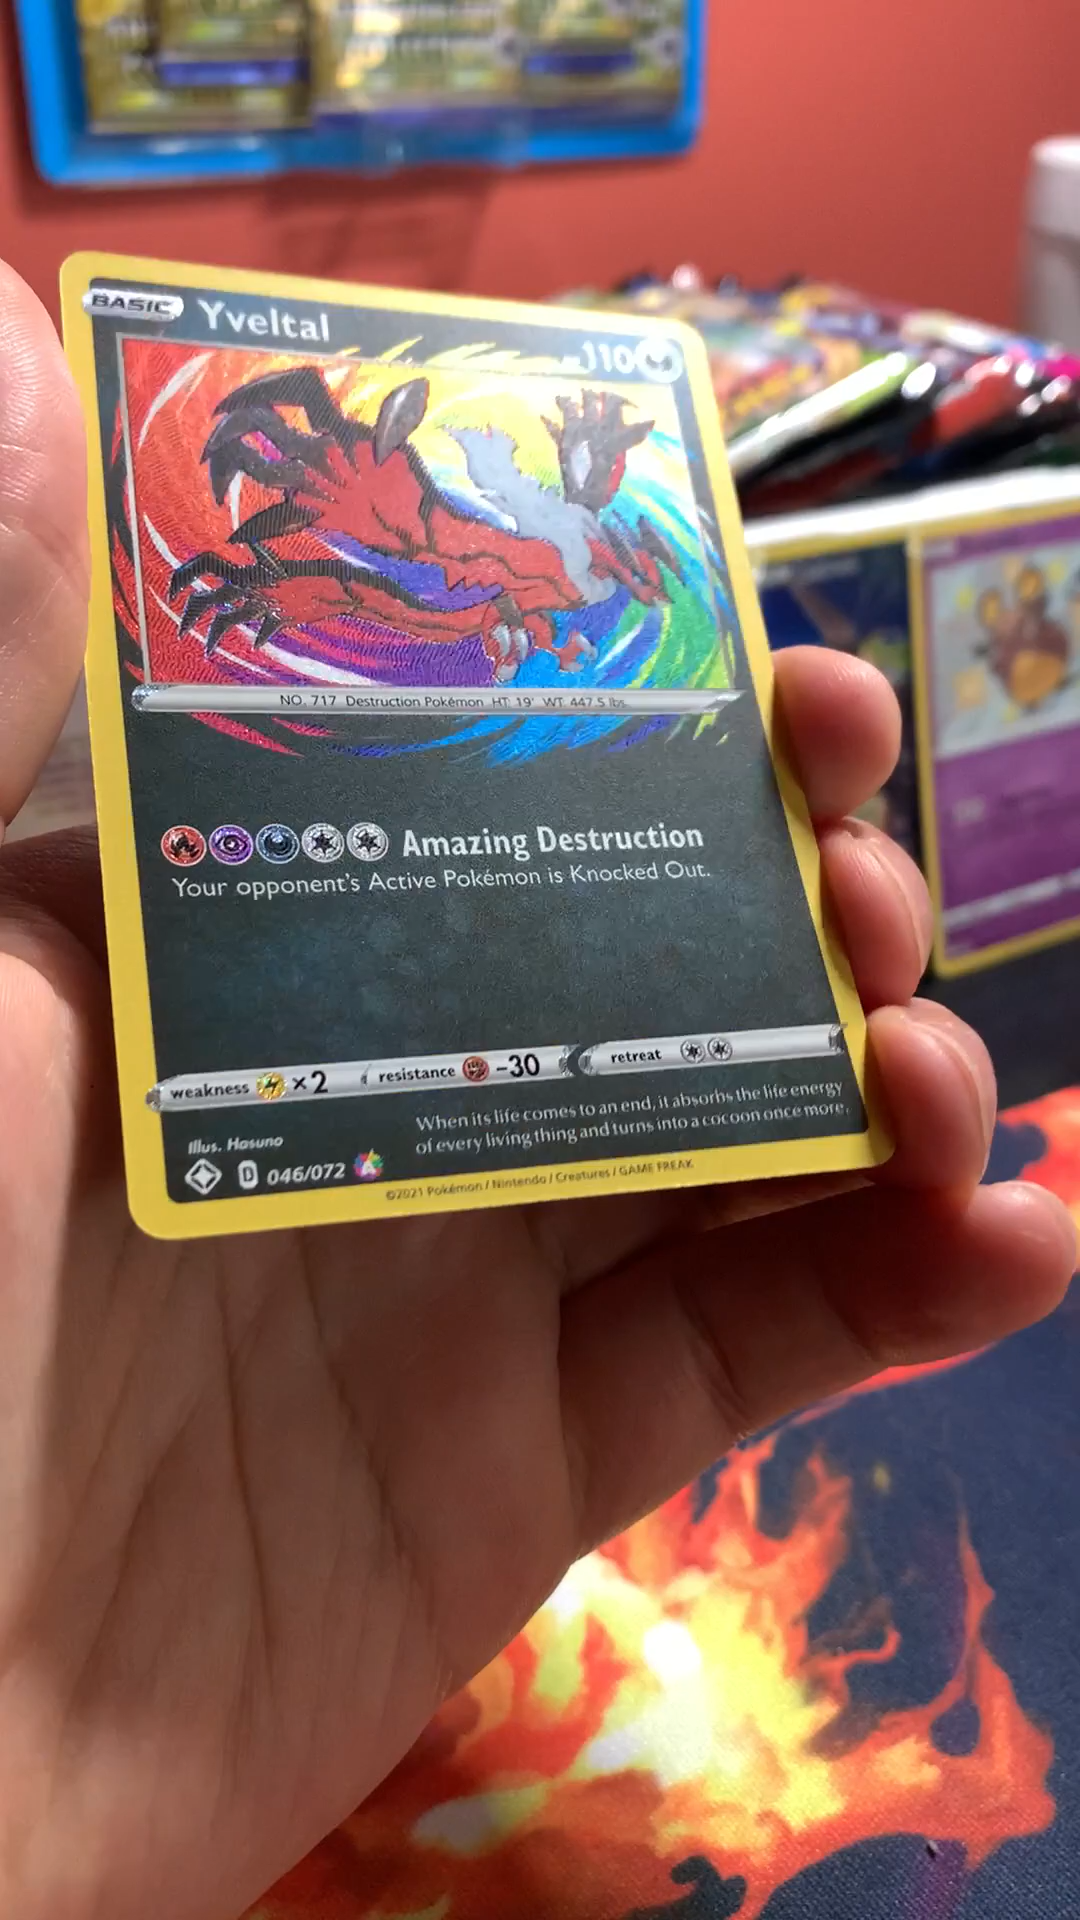 BASIC Yveltal 110
NO. 717 Destruction Pokémon HT: 19' WT: 447.5 lbs.
Amazing Destruction
Your opponent's Active Pokémon is Knocked Out.
weakness ×2 resistance -30 retreat
When its life comes to an end, it absorbs the life energy
of every living thing and turns into a cocoon once more.
Illus. Hasuno
D 046/072 A
©2021 Pokémon / Nintendo / Creatures / GAME FREAK